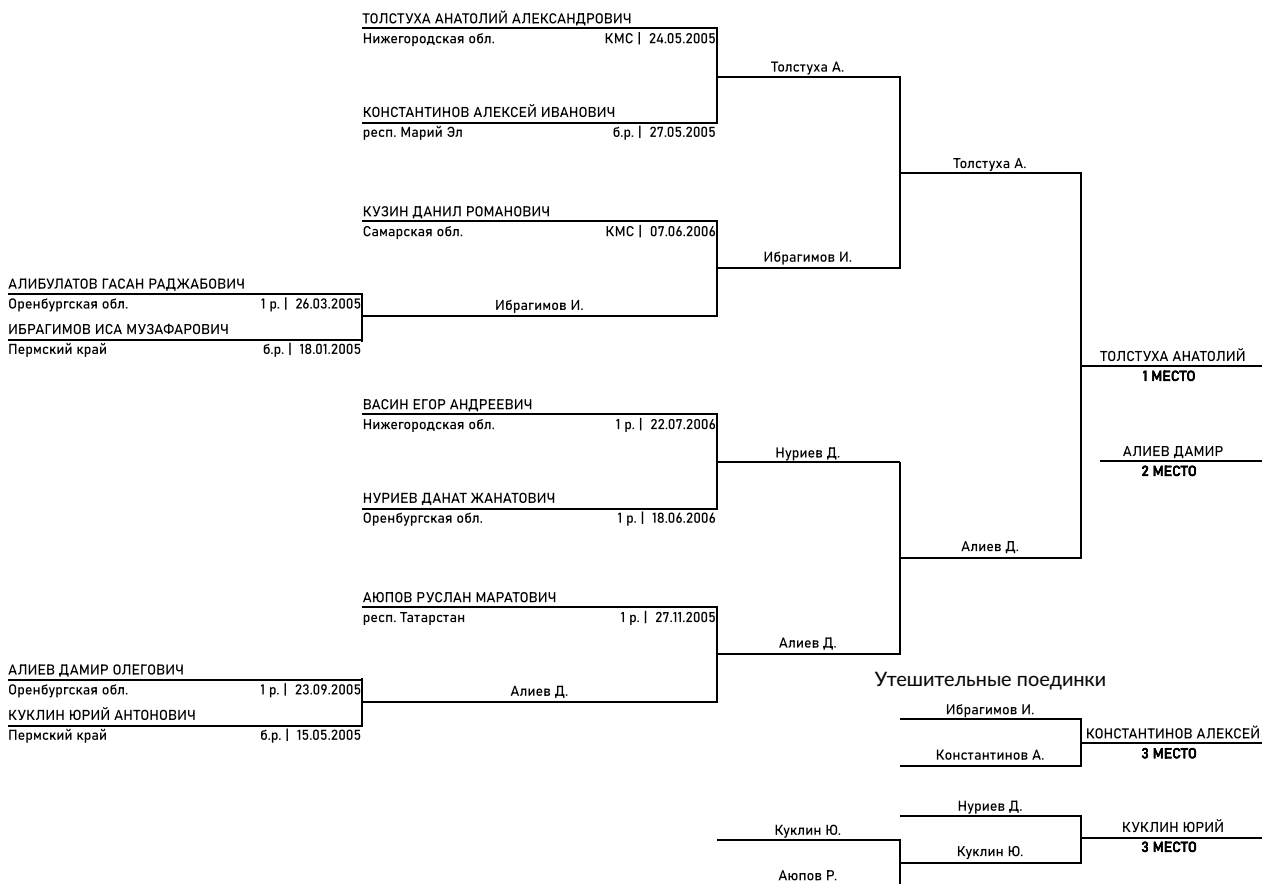 ТОЛСТУХА АНАТОЛИЙ АЛЕКСАНДРОВИЧ
Нижегородская обл. КМС | 24.05.2005
Толстуха А.
КОНСТАНТИНОВ АЛЕКСЕЙ ИВАНОВИЧ
респ. Марий Эл б.р. | 27.05.2005
Толстуха А.
КУЗИН ДАНИЛ РОМАНОВИЧ
Самарская обл. КМС | 07.06.2006
Ибрагимов И.
АЛИБУЛАТОВ ГАСАН РАДЖАБОВИЧ
Оренбургская обл. 1 р. | 26.03.2005
Ибрагимов И.
ИБРАГИМОВ ИСА МУЗАФАРОВИЧ
Пермский край б.р. | 18.01.2005
ТОЛСТУХА АНАТОЛИЙ
1 МЕСТО
ВАСИН ЕГОР АНДРЕЕВИЧ
Нижегородская обл. 1 р. | 22.07.2006
Нуриев Д.
АЛИЕВ ДАМИР
2 МЕСТО
НУРИЕВ ДАНАТ ЖАНАТОВИЧ
Оренбургская обл. 1 р. | 18.06.2006
Алиев Д.
АЮПОВ РУСЛАН МАРАТОВИЧ
респ. Татарстан 1 р. | 27.11.2005
Алиев Д.
АЛИЕВ ДАМИР ОЛЕГОВИЧ
Оренбургская обл. 1 р. | 23.09.2005
Алиев Д.
КУКЛИН ЮРИЙ АНТОНОВИЧ
Пермский край б.р. | 15.05.2005
Утешительные поединки
Ибрагимов И.
КОНСТАНТИНОВ АЛЕКСЕЙ
3 МЕСТО
Константинов А.
Нуриев Д.
КУКЛИН ЮРИЙ
3 МЕСТО
Куклин Ю.
Куклин Ю.
Аюпов Р.